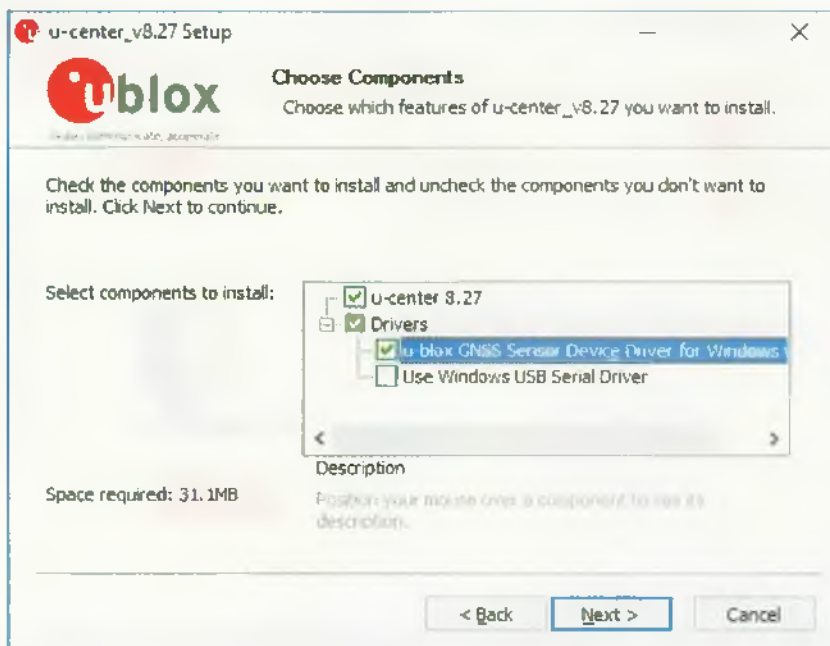 u-center_v8.27 Setup
ublox
Choose Components
Choose which features of u-center_v8.27 you want to install.
Check the components you want to install and uncheck the components you don't want to
install. Click Next to continue.
Select components to install:
u-center 8.27
Drivers
u-blox GNSS Sensor Device Driver for Windows
Use Windows USB Serial Driver
Description
Space required: 31.1MB
Position your mouse over a component to see its
description.
< Back
Next >
Cancel